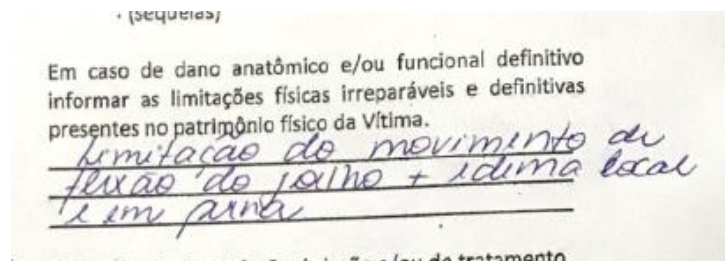 (sequelas)
Em caso de dano anatômico e/ou funcional definitivo
informar as limitações físicas irreparáveis e definitivas
presentes no patrimônio físico da Vítima.
Limitação do movimento de
flexão do joelho + edema local
e em perna
e/ou de tratamento